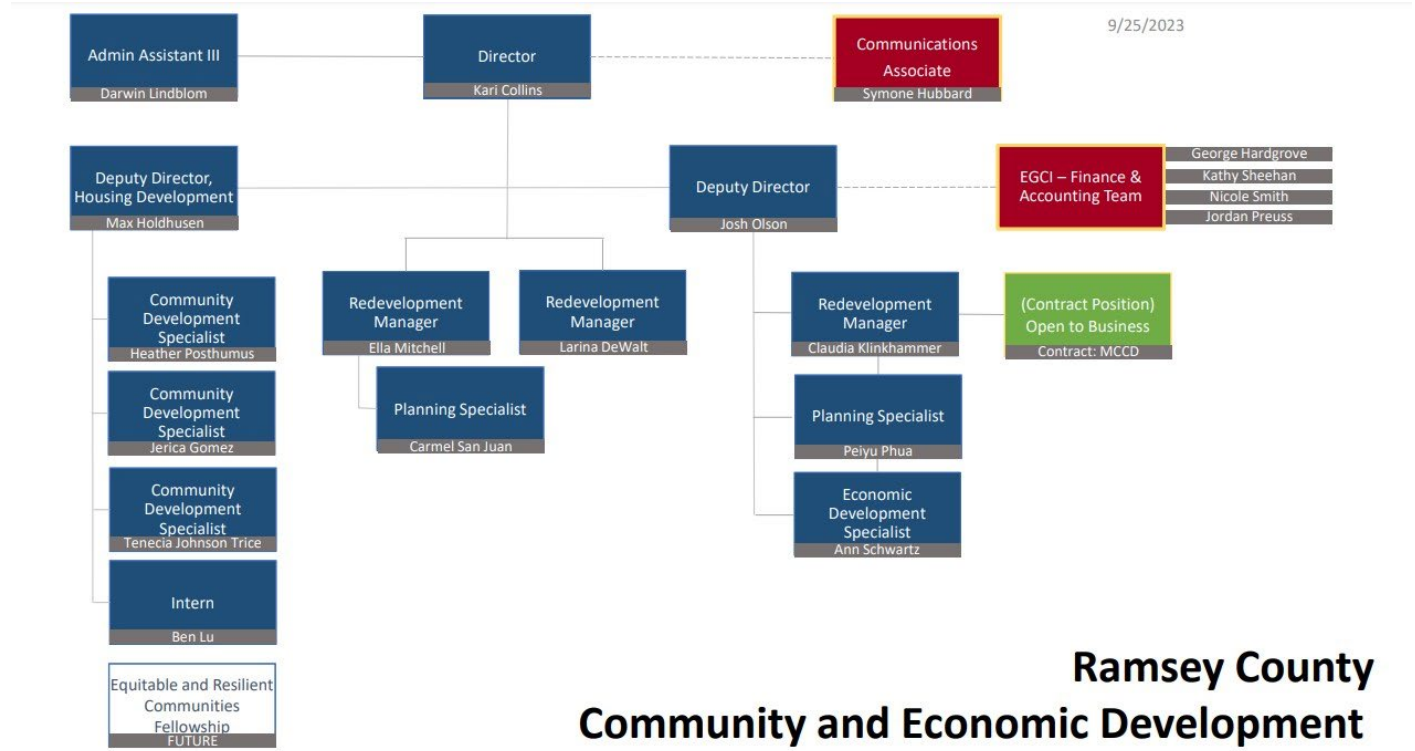 9/25/2023
Admin Assistant III
Darwin Lindblom
Director
Kari Collins
Communications
Associate
Symone Hubbard
Deputy Director,
Housing Development
Max Holdhusen
Deputy Director
Josh Olson
EGCI – Finance &
Accounting Team
George Hardgrove
Kathy Sheehan
Nicole Smith
Jordan Preuss
Community
Development
Specialist
Heather Posthumus
Redevelopment
Manager
Ella Mitchell
Redevelopment
Manager
Larina DeWalt
Redevelopment
Manager
Claudia Klinkhammer
(Contract Position)
Open to Business
Contract: MCCD
Community
Development
Specialist
Jerica Gomez
Planning Specialist
Carmel San Juan
Planning Specialist
Peiyu Phua
Community
Development
Specialist
Tenecia Johnson Trice
Economic
Development
Specialist
Ann Schwartz
Intern
Ben Lu
Equitable and Resilient
Communities
Fellowship
FUTURE
Ramsey County
Community and Economic Development